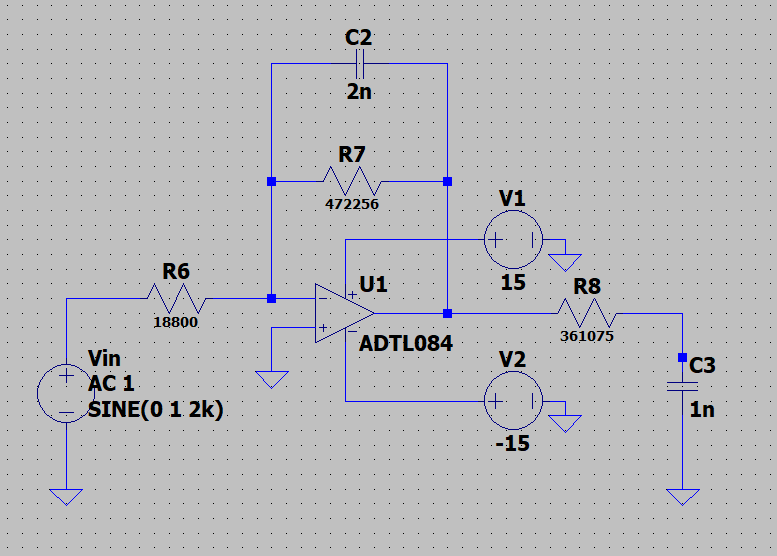 C2
2n
R7
472256
V1
15
R6
18800
U1
ADTL084
R8
361075
Vin
AC 1
SINE(0 1 2k)
V2
-15
C3
1n